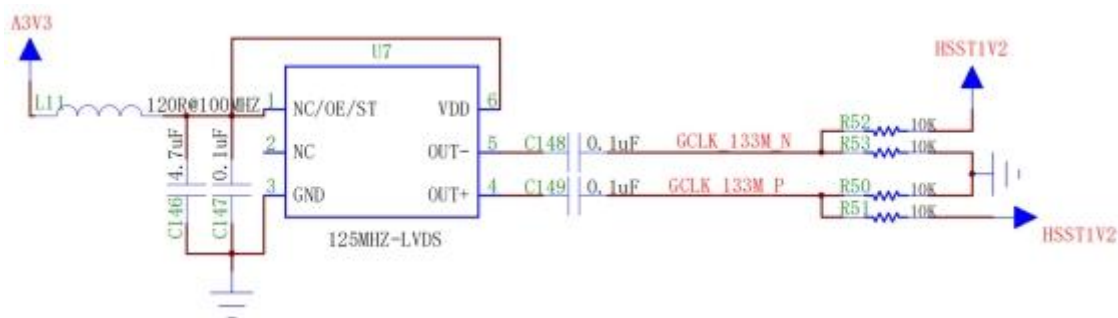 A3V3
HSST1V2
U7
L11
120R@100MHZ
1
NC/OE/ST
VDD
6
R52
10K
4.7uF
0.1uF
2
NC
OUT-
5
C148
0.1uF
GCLK_133M_N
R53
10K
3
GND
OUT+
4
C149
0.1uF
GCLK_133M_P
R50
10K
C146
C147
R51
10K
125MHZ-LVDS
HSST1V2